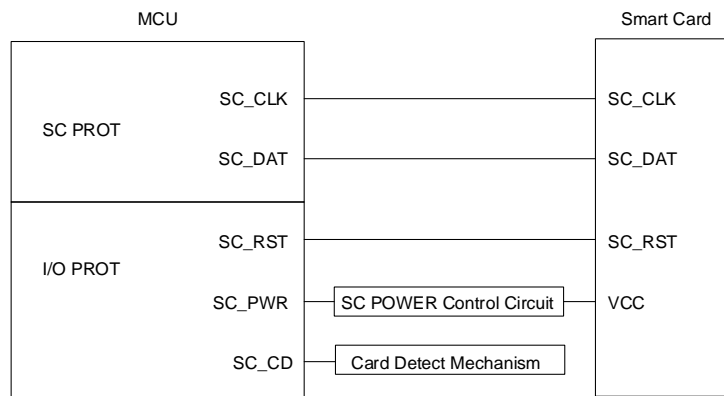 MCU
Smart Card
SC_CLK
SC_CLK
SC PROT
SC_DAT
SC_DAT
SC_RST
SC_RST
I/O PROT
SC_PWR
SC POWER Control Circuit
VCC
SC_CD
Card Detect Mechanism